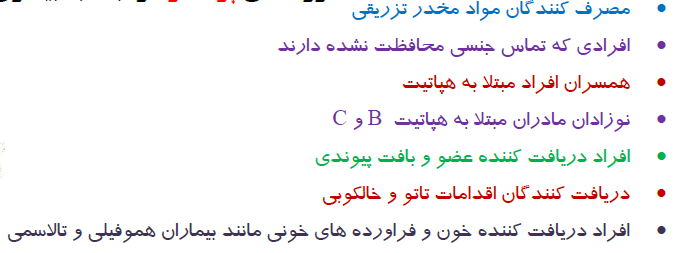 • مصرف کنندگان مواد مخدر تزریقی
• افرادی که تماس جنسی محافظت نشده دارند
• همسران افراد مبتلا به هپاتیت
• نوزادان مادران مبتلا به هپاتیت B و C
• افراد دریافت کننده عضو و بافت پیوندی
• دریافت کنندگان اقدامات تاتو و خالکوبی
• افراد دریافت کننده خون و فراورده های خونی مانند بیماران هموفیلی و تالاسمی